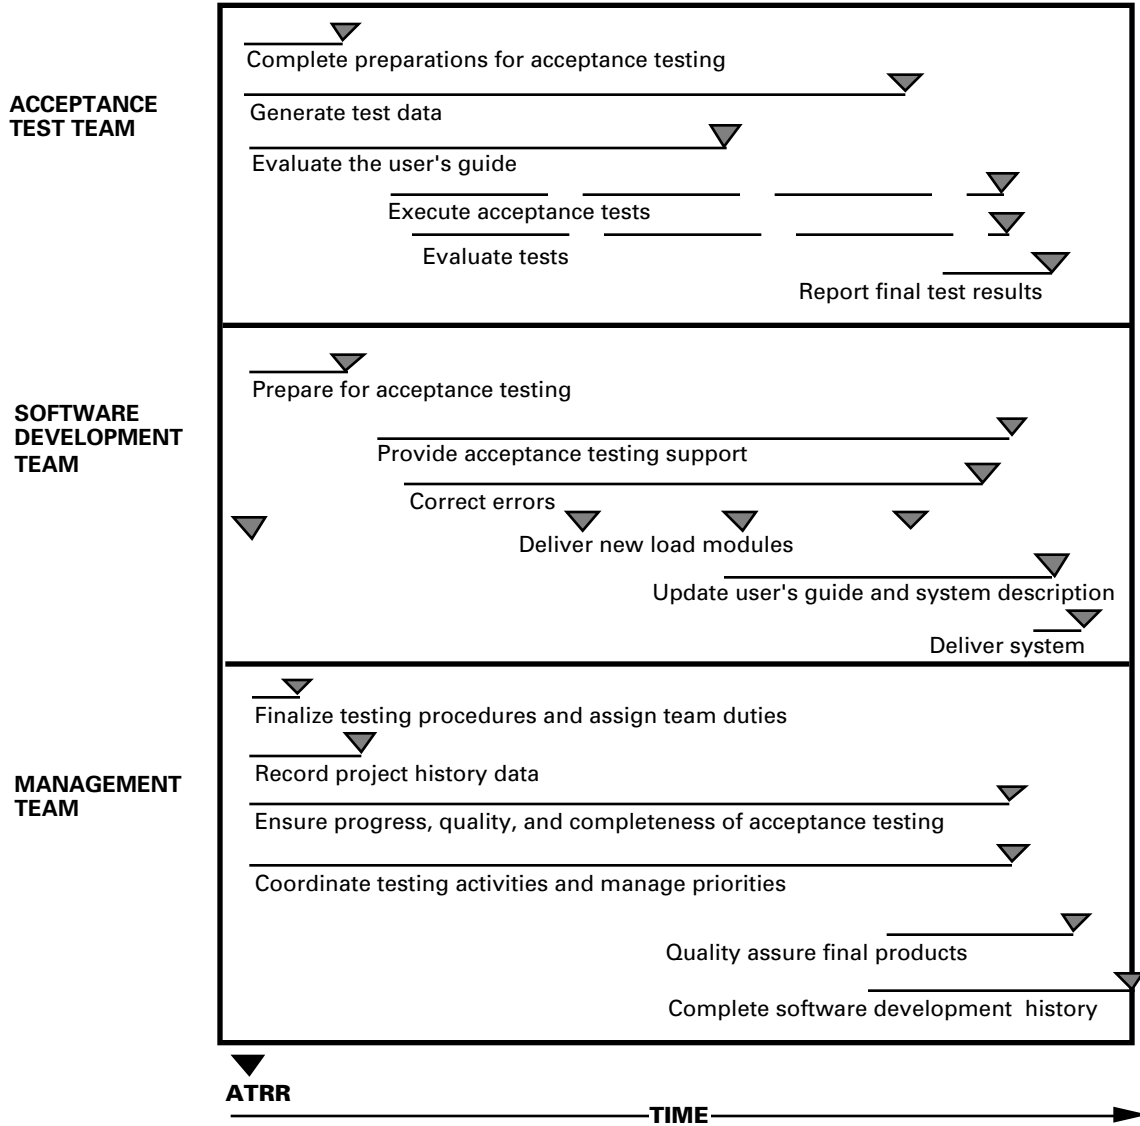 ACCEPTANCE
TEST TEAM
Complete preparations for acceptance testing
Generate test data
Evaluate the user's guide
Execute acceptance tests
Evaluate tests
Report final test results
SOFTWARE
DEVELOPMENT
TEAM
Prepare for acceptance testing
Provide acceptance testing support
Correct errors
Deliver new load modules
Update user's guide and system description
Deliver system
MANAGEMENT
TEAM
Finalize testing procedures and assign team duties
Record project history data
Ensure progress, quality, and completeness of acceptance testing
Coordinate testing activities and manage priorities
Quality assure final products
Complete software development  history
ATRR
TIME